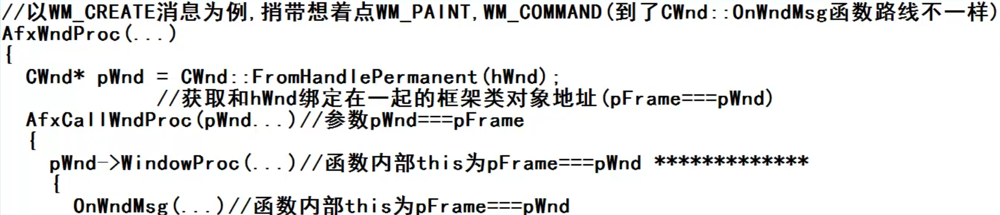 //以WM_CREATE消息为例,捎带想着点WM_PAINT,WM_COMMAND(到了CWnd::OnWndMsg函数路线不一样)
AfxWndProc(...)
{
CWnd* pWnd = CWnd::FromHandlePermanent(hWnd);
//获取和hWnd绑定在一起的框架类对象地址(pFrame===pWnd)
AfxCallWndProc(pWnd...)//参数pWnd===pFrame
{
pWnd->WindowProc(...)//函数内部this为pFrame===pWnd *************
{
OnWndMsg(...)//函数内部this为pFrame===pWnd